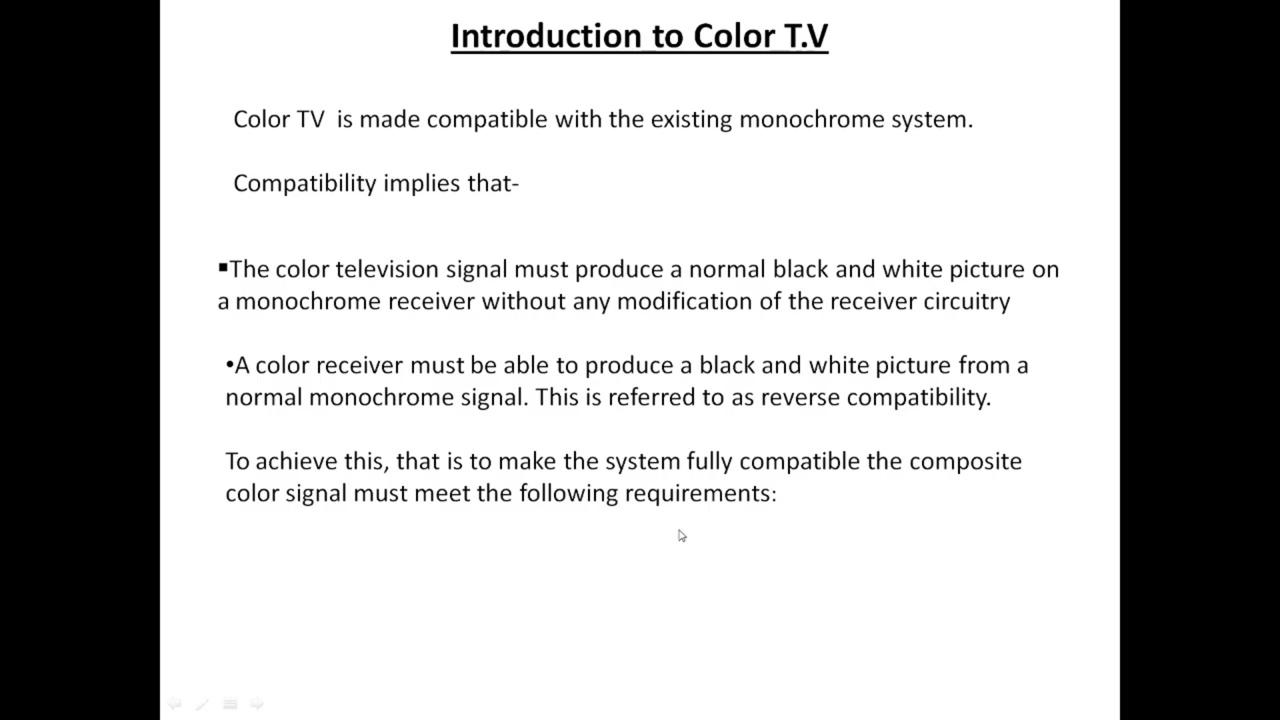 Introduction to Color T.V
Color TV is made compatible with the existing monochrome system.
Compatibility implies that-
▪The color television signal must produce a normal black and white picture on
a monochrome receiver without any modification of the receiver circuitry
•A color receiver must be able to produce a black and white picture from a
normal monochrome signal. This is referred to as reverse compatibility.
To achieve this, that is to make the system fully compatible the composite
color signal must meet the following requirements: